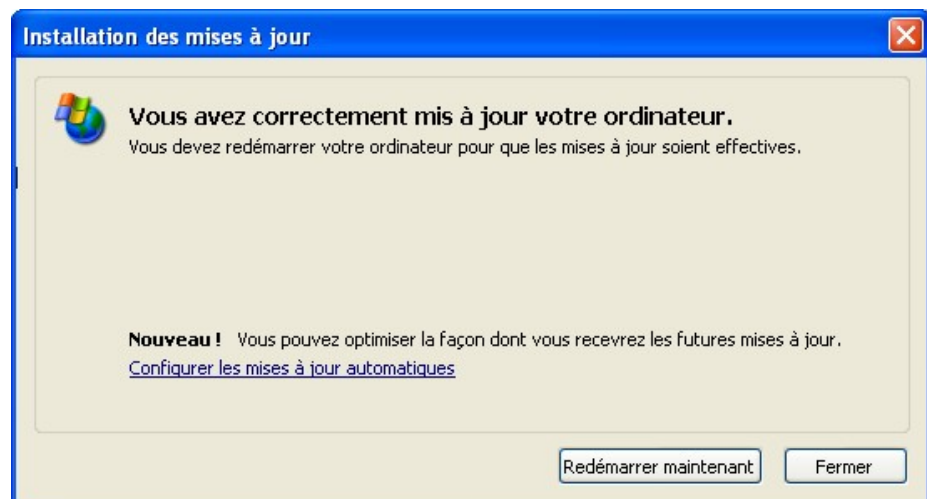 Installation des mises à jour
Vous avez correctement mis à jour votre ordinateur.
Vous devez redémarrer votre ordinateur pour que les mises à jour soient effectives.
Nouveau ! Vous pouvez optimiser la façon dont vous recevrez les futures mises à jour.
Configurer les mises à jour automatiques
Redémarrer maintenant Fermer